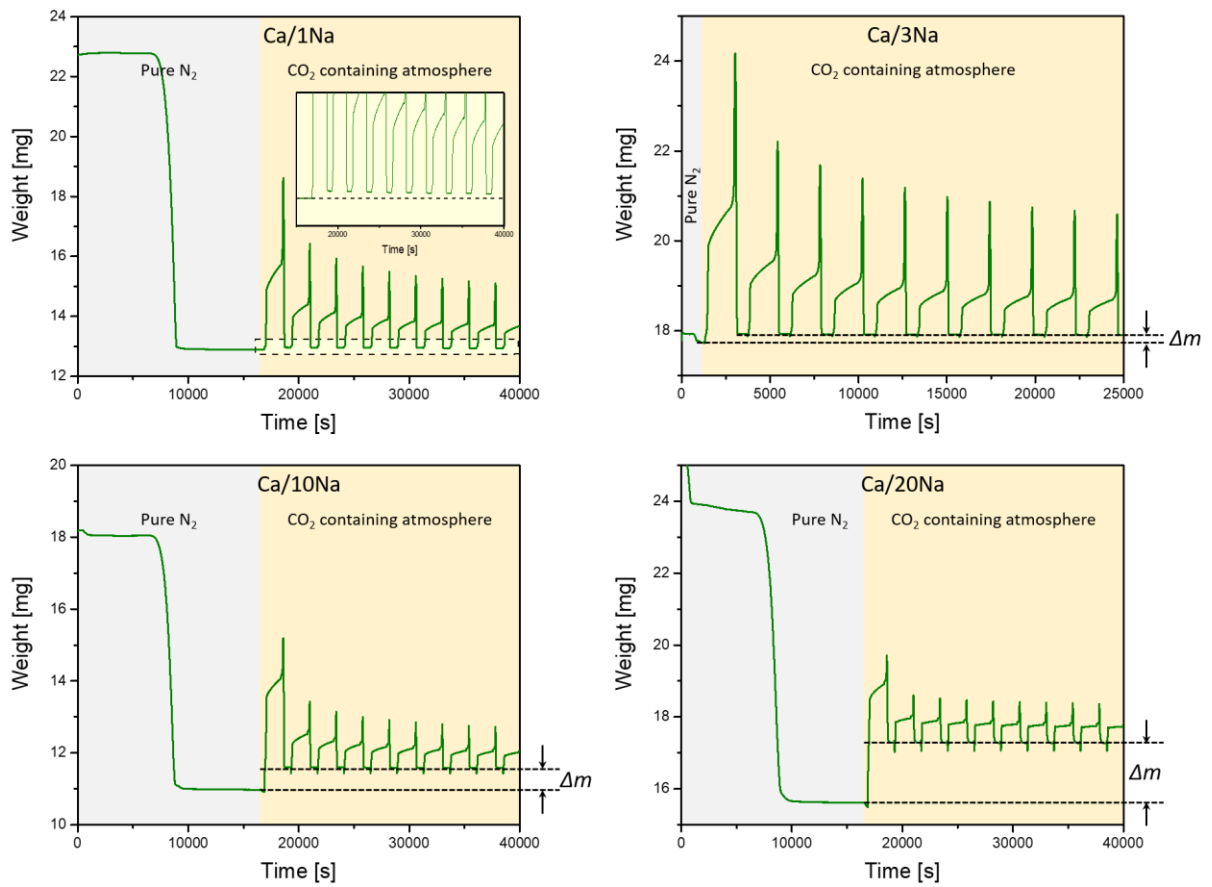 Ca/1Na
Pure N₂
CO₂ containing atmosphere
24
22
20
18
16
14
12
Weight [mg]
20000
30000
40000
Time [s]
0
10000
20000
30000
40000
Time [s]
Ca/3Na
CO₂ containing atmosphere
Pure N₂
24
22
20
18
Weight [mg]
Δm
0
5000
10000
15000
20000
25000
Time [s]
Ca/10Na
Pure N₂
CO₂ containing atmosphere
20
18
16
14
12
10
Weight [mg]
Δm
0
10000
20000
30000
40000
Time [s]
Ca/20Na
Pure N₂
CO₂ containing atmosphere
24
22
20
18
16
Weight [mg]
Δm
0
10000
20000
30000
40000
Time [s]